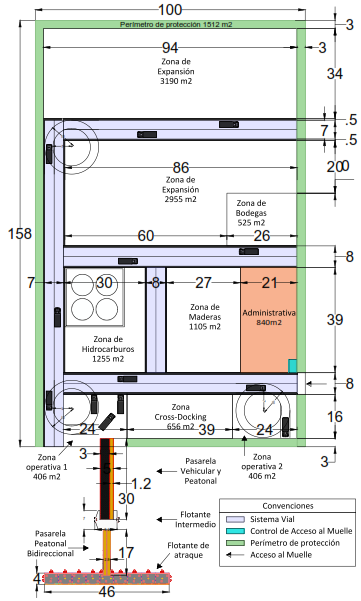 100
Perímetro de protección 1512 m2
3
94
3
Zona de
Expansión
3190 m2
34
.5
7
.5
86
20
Zona de
Expansión
2955 m2
Zona de
Bodegas
525 m2
158
60
26
8
7
30
8
27
21
Zona de
Maderas
1105 m2
Administrativa
840m2
39
Zona de
Hidrocarburos
1255 m2
8
Zona
Cross-Docking
656 m2
16
24
39
24
3
Zona
operativa 1
406 m2
3
Zona
operativa 2
406 m2
Pasarela
Vehicular y
Peatonal
1.2
30
Flotante
Intermedio
Pasarela
Peatonal
Bidireccional
17
Flotante de
atraque
4
46
Convenciones
Sistema Vial
Control de Acceso al Muelle
Perímetro de protección
Acceso al Muelle